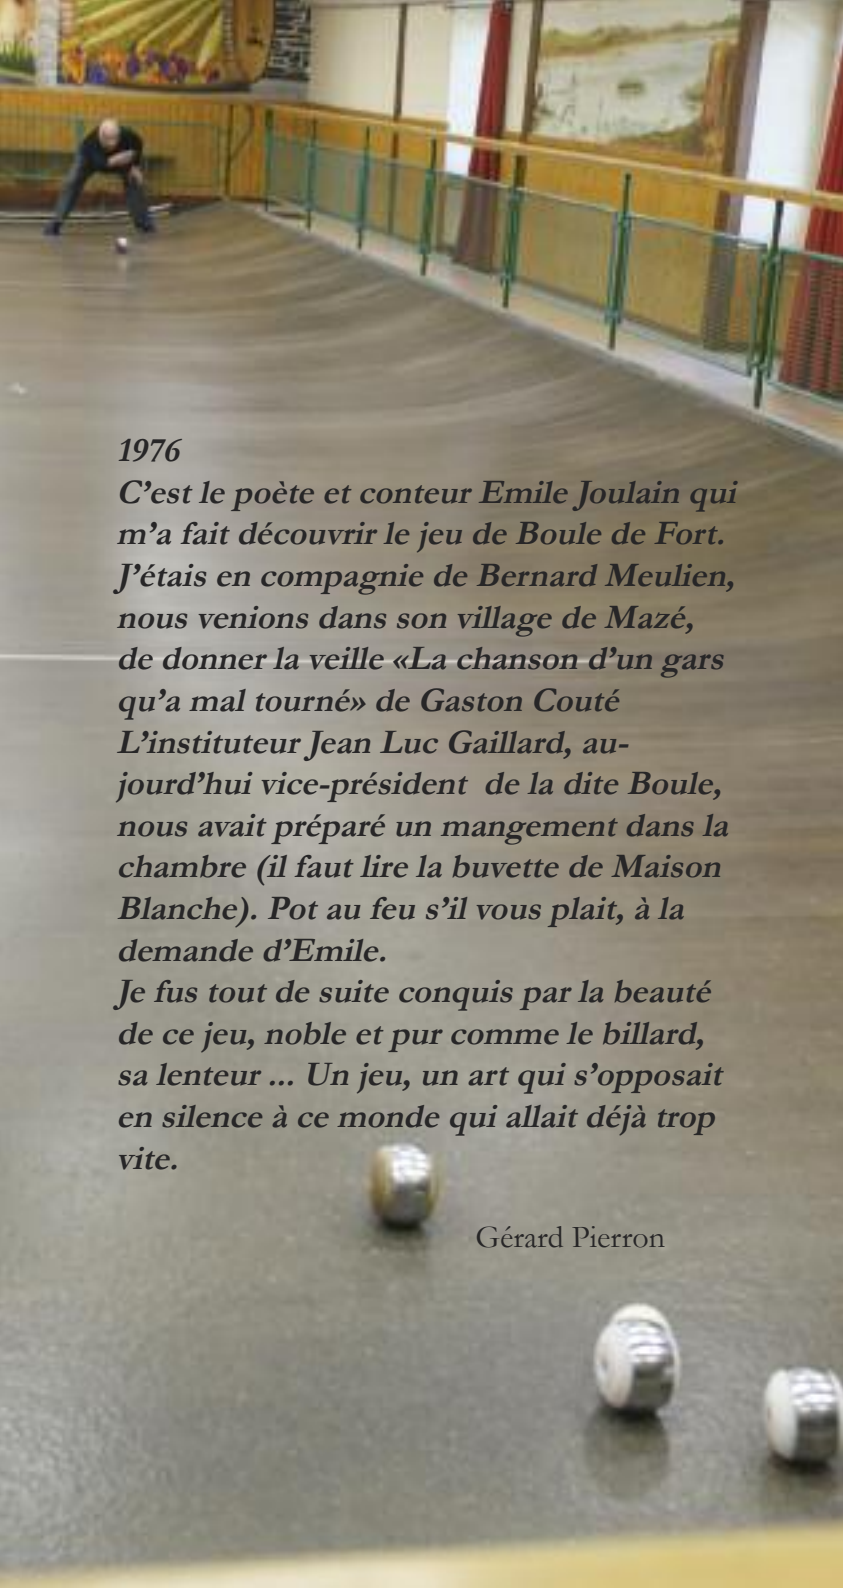 1976
C’est le poète et conteur Emile Joulain qui
m’a fait découvrir le jeu de Boule de Fort.
J’étais en compagnie de Bernard Meulien,
nous venions dans son village de Mazé,
de donner la veille «La chanson d’un gars
qu’a mal tourné» de Gaston Couté
L’instituteur Jean Luc Gaillard, au-
jourd’hui vice-président  de la dite Boule,
nous avait préparé un mangement dans la
chambre (il faut lire la buvette de Maison
Blanche). Pot au feu s’il vous plait, à la
demande d’Emile.
Je fus tout de suite conquis par la beauté
de ce jeu, noble et pur comme le billard,
sa lenteur ... Un jeu, un art qui s’opposait
en silence à ce monde qui allait déjà trop
vite.
Gérard Pierron